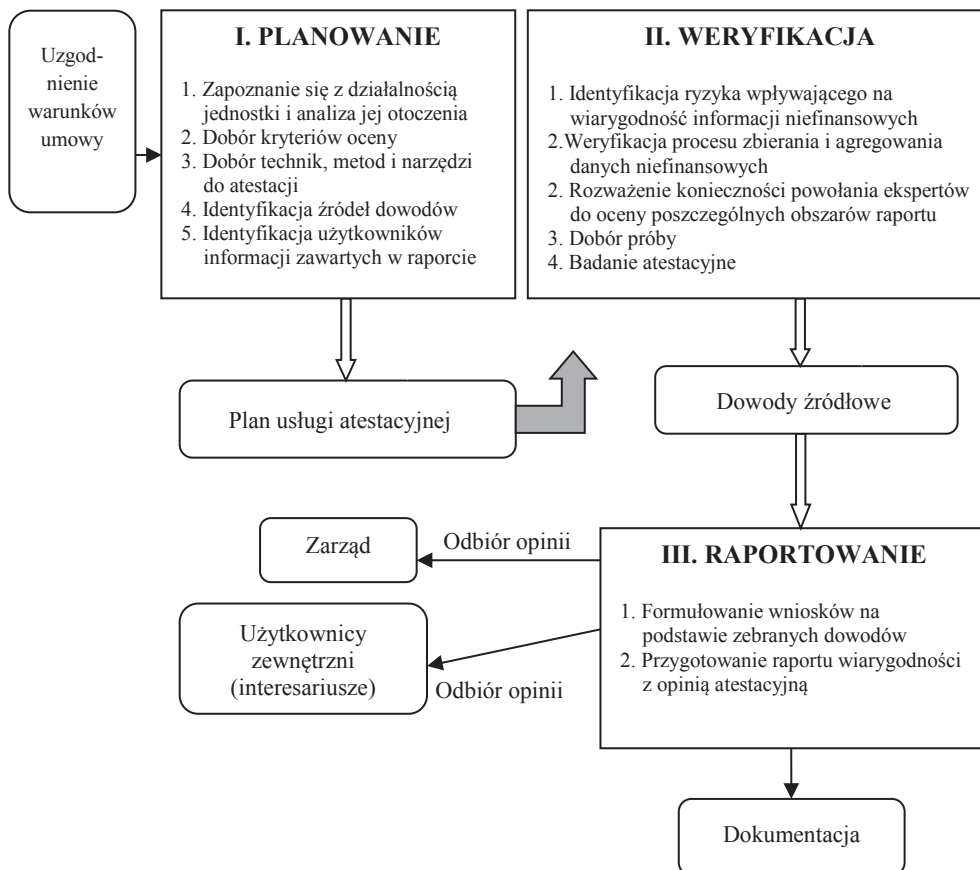 Uzgod-
nienie
warunków
umowy
I. PLANOWANIE
1. Zapoznanie się z działalnością
jednostki i analiza jej otoczenia
2. Dobór kryteriów oceny
3. Dobór technik, metod i narzędzi
do atestacji
4. Identyfikacja źródeł dowodów
5. Identyfikacja użytkowników
informacji zawartych w raporcie
II. WERYFIKACJA
1. Identyfikacja ryzyka wpływającego na
wiarygodność informacji niefinansowych
2.Weryfikacja procesu zbierania i agregowania
danych niefinansowych
2. Rozważenie konieczności powołania ekspertów
do oceny poszczególnych obszarów raportu
3. Dobór próby
4. Badanie atestacyjne
Plan usługi atestacyjnej
Dowody źródłowe
Zarząd
Odbiór opinii
III. RAPORTOWANIE
1. Formułowanie wniosków na
podstawie zebranych dowodów
2. Przygotowanie raportu wiarygodności
z opinią atestacyjną
Użytkownicy
zewnętrzni
(interesariusze)
Odbiór opinii
Dokumentacja